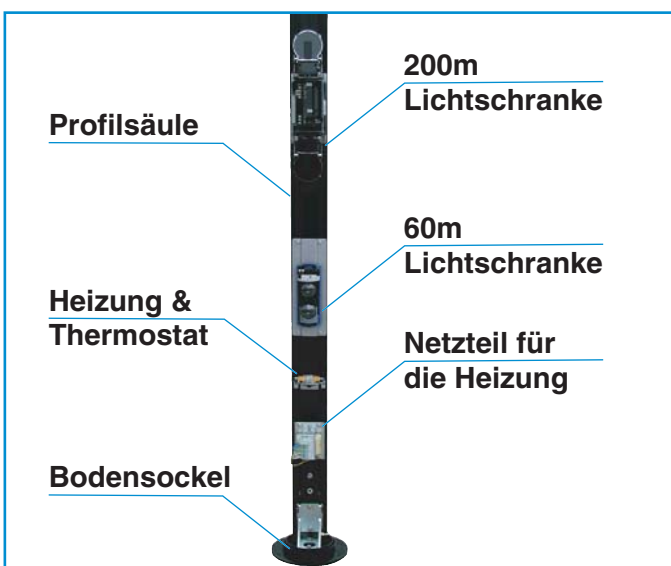 200m
Lichtschranke
Profilsäule
60m
Lichtschranke
Heizung &
Thermostat
Netzteil für
die Heizung
Bodensockel